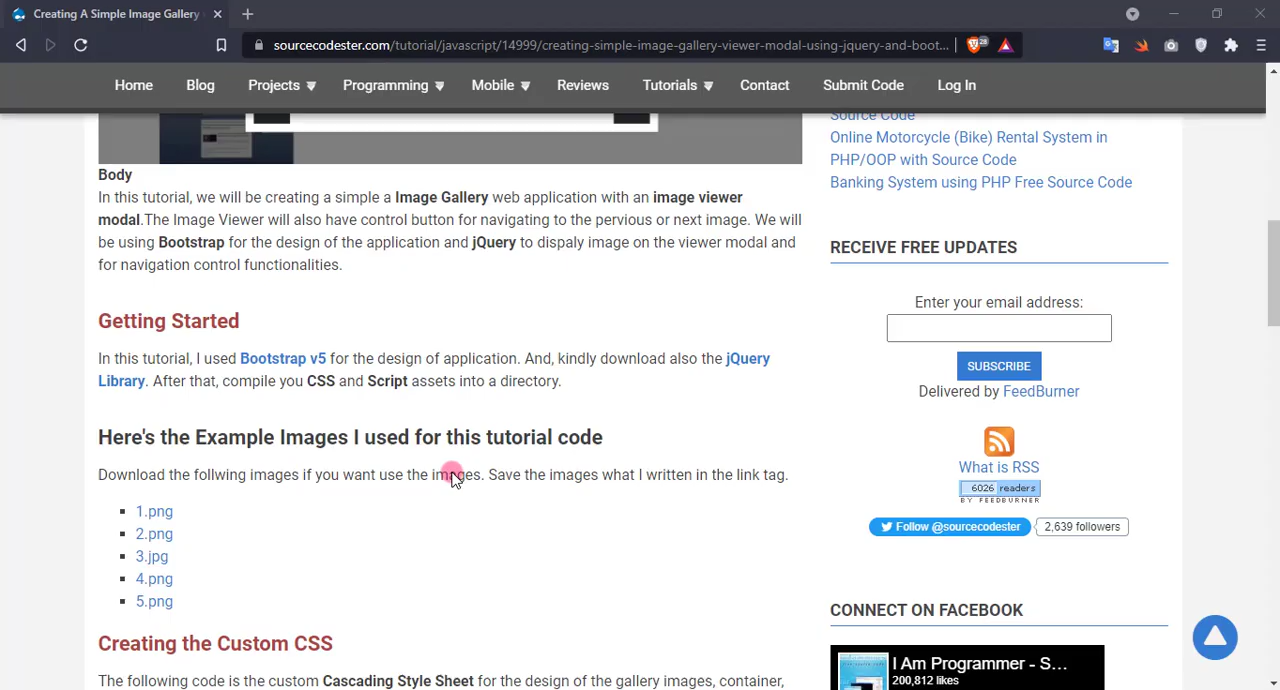 Creating A Simple Image Gallery
sourcecodester.com/tutorial/javascript/14999/creating-simple-image-gallery-viewer-modal-using-jquery-and-boot...
28
Home Blog Projects Programming Mobile Reviews Tutorials Contact Submit Code Log In
Body
In this tutorial, we will be creating a simple a Image Gallery web application with an image viewer
modal.The Image Viewer will also have control button for navigating to the pervious or next image. We will
be using Bootstrap for the design of the application and jQuery to dispaly image on the viewer modal and
for navigation control functionalities.
Getting Started
In this tutorial, I used Bootstrap v5 for the design of application. And, kindly download also the jQuery
Library. After that, compile you CSS and Script assets into a directory.
Here's the Example Images I used for this tutorial code
Download the follwing images if you want use the images. Save the images what I written in the link tag.
1.png
2.png
3.jpg
4.png
5.png
Creating the Custom CSS
The following code is the custom Cascading Style Sheet for the design of the gallery images, container,
Source Code
Online Motorcycle (Bike) Rental System in
PHP/OOP with Source Code
Banking System using PHP Free Source Code
RECEIVE FREE UPDATES
Enter your email address:
SUBSCRIBE
Delivered by FeedBurner
What is RSS
6026 readers
BY FEEDBURNER
Follow @sourcecodester 2,639 followers
CONNECT ON FACEBOOK
I Am Programmer - S...
200,812 likes